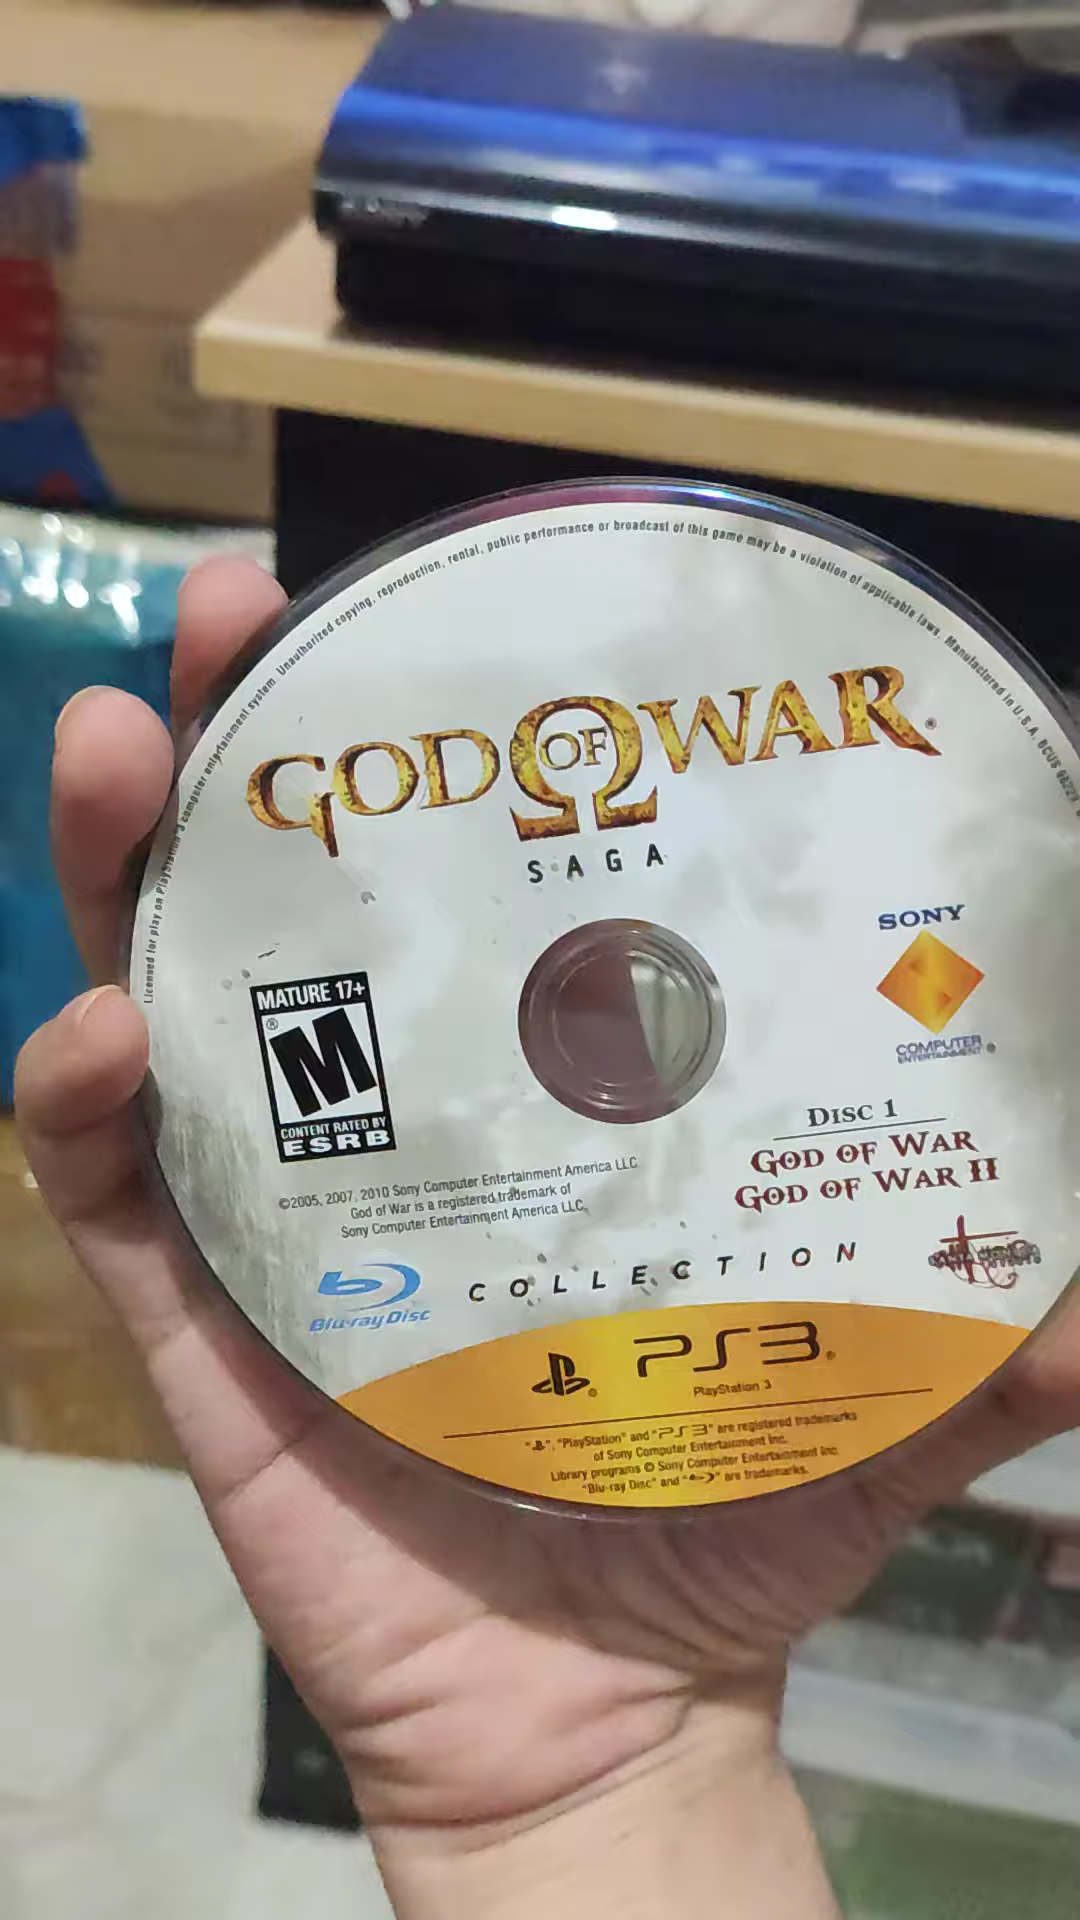 Licensed for play on PlayStation®3 computer entertainment system. Unauthorized copying, reproduction, rental, public performance or broadcast of this game may be a violation of applicable laws. Manufactured in U.S.A. BCUS
GOD OF WAR®
SAGA
MATURE 17+
M®
CONTENT RATED BY
ESRB
SONY
COMPUTER
ENTERTAINMENT®
DISC 1
GOD OF WAR
GOD OF WAR II
©2005, 2007, 2010 Sony Computer Entertainment America LLC.
God of War is a registered trademark of
Sony Computer Entertainment America LLC.
Blu-ray Disc
COLLECTION
PS3®
PlayStation 3
"PlayStation" and "PS3" are registered trademarks
of Sony Computer Entertainment Inc.
Library programs © Sony Computer Entertainment Inc.
"Blu-ray Disc" and are trademarks.